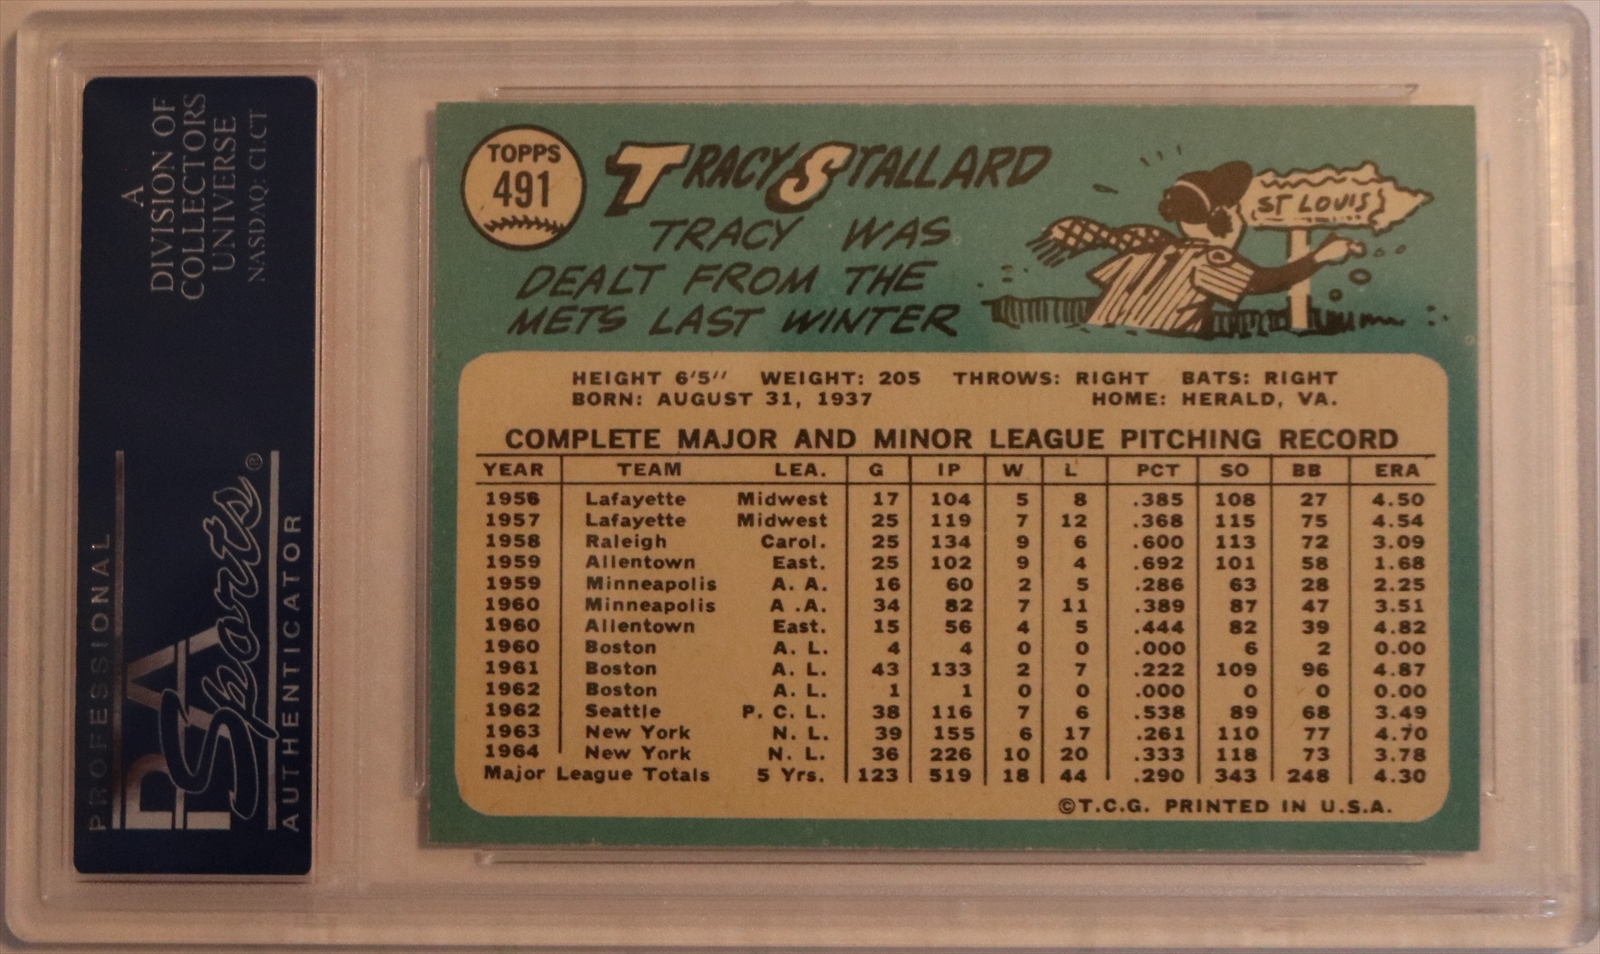 A
DIVISION OF
COLLECTORS
UNIVERSE
NASDAQ: CLCT
PROFESSIONAL
PSA
Sports®
AUTHENTICATOR
TOPPS
491
TRACY STALLARD
TRACY WAS
DEALT FROM THE
METS LAST WINTER
ST LOUIS
HEIGHT 6'5" WEIGHT: 205 THROWS: RIGHT BATS: RIGHT
BORN: AUGUST 31, 1937 HOME: HERALD, VA.
COMPLETE MAJOR AND MINOR LEAGUE PITCHING RECORD
YEAR TEAM LEA. G IP W L PCT SO BB ERA
1956 Lafayette Midwest 17 104 5 8 .385 108 27 4.50
1957 Lafayette Midwest 25 119 7 12 .368 115 75 4.54
1958 Raleigh Carol. 25 134 9 6 .600 113 72 3.09
1959 Allentown East. 25 102 9 4 .692 101 58 1.68
1959 Minneapolis A. A. 16 60 2 5 .286 63 28 2.25
1960 Minneapolis A .A. 34 82 7 11 .389 87 47 3.51
1960 Allentown East. 15 56 4 5 .444 82 39 4.82
1960 Boston A. L. 4 4 0 0 .000 6 2 0.00
1961 Boston A. L. 43 133 2 7 .222 109 96 4.87
1962 Boston A. L. 1 1 0 0 .000 0 0 0.00
1962 Seattle P. C. L. 38 116 7 6 .538 89 68 3.49
1963 New York N. L. 39 155 6 17 .261 110 77 4.70
1964 New York N. L. 36 226 10 20 .333 118 73 3.78
Major League Totals 5 Yrs. 123 519 18 44 .290 343 248 4.30
©T.C.G. PRINTED IN U.S.A.